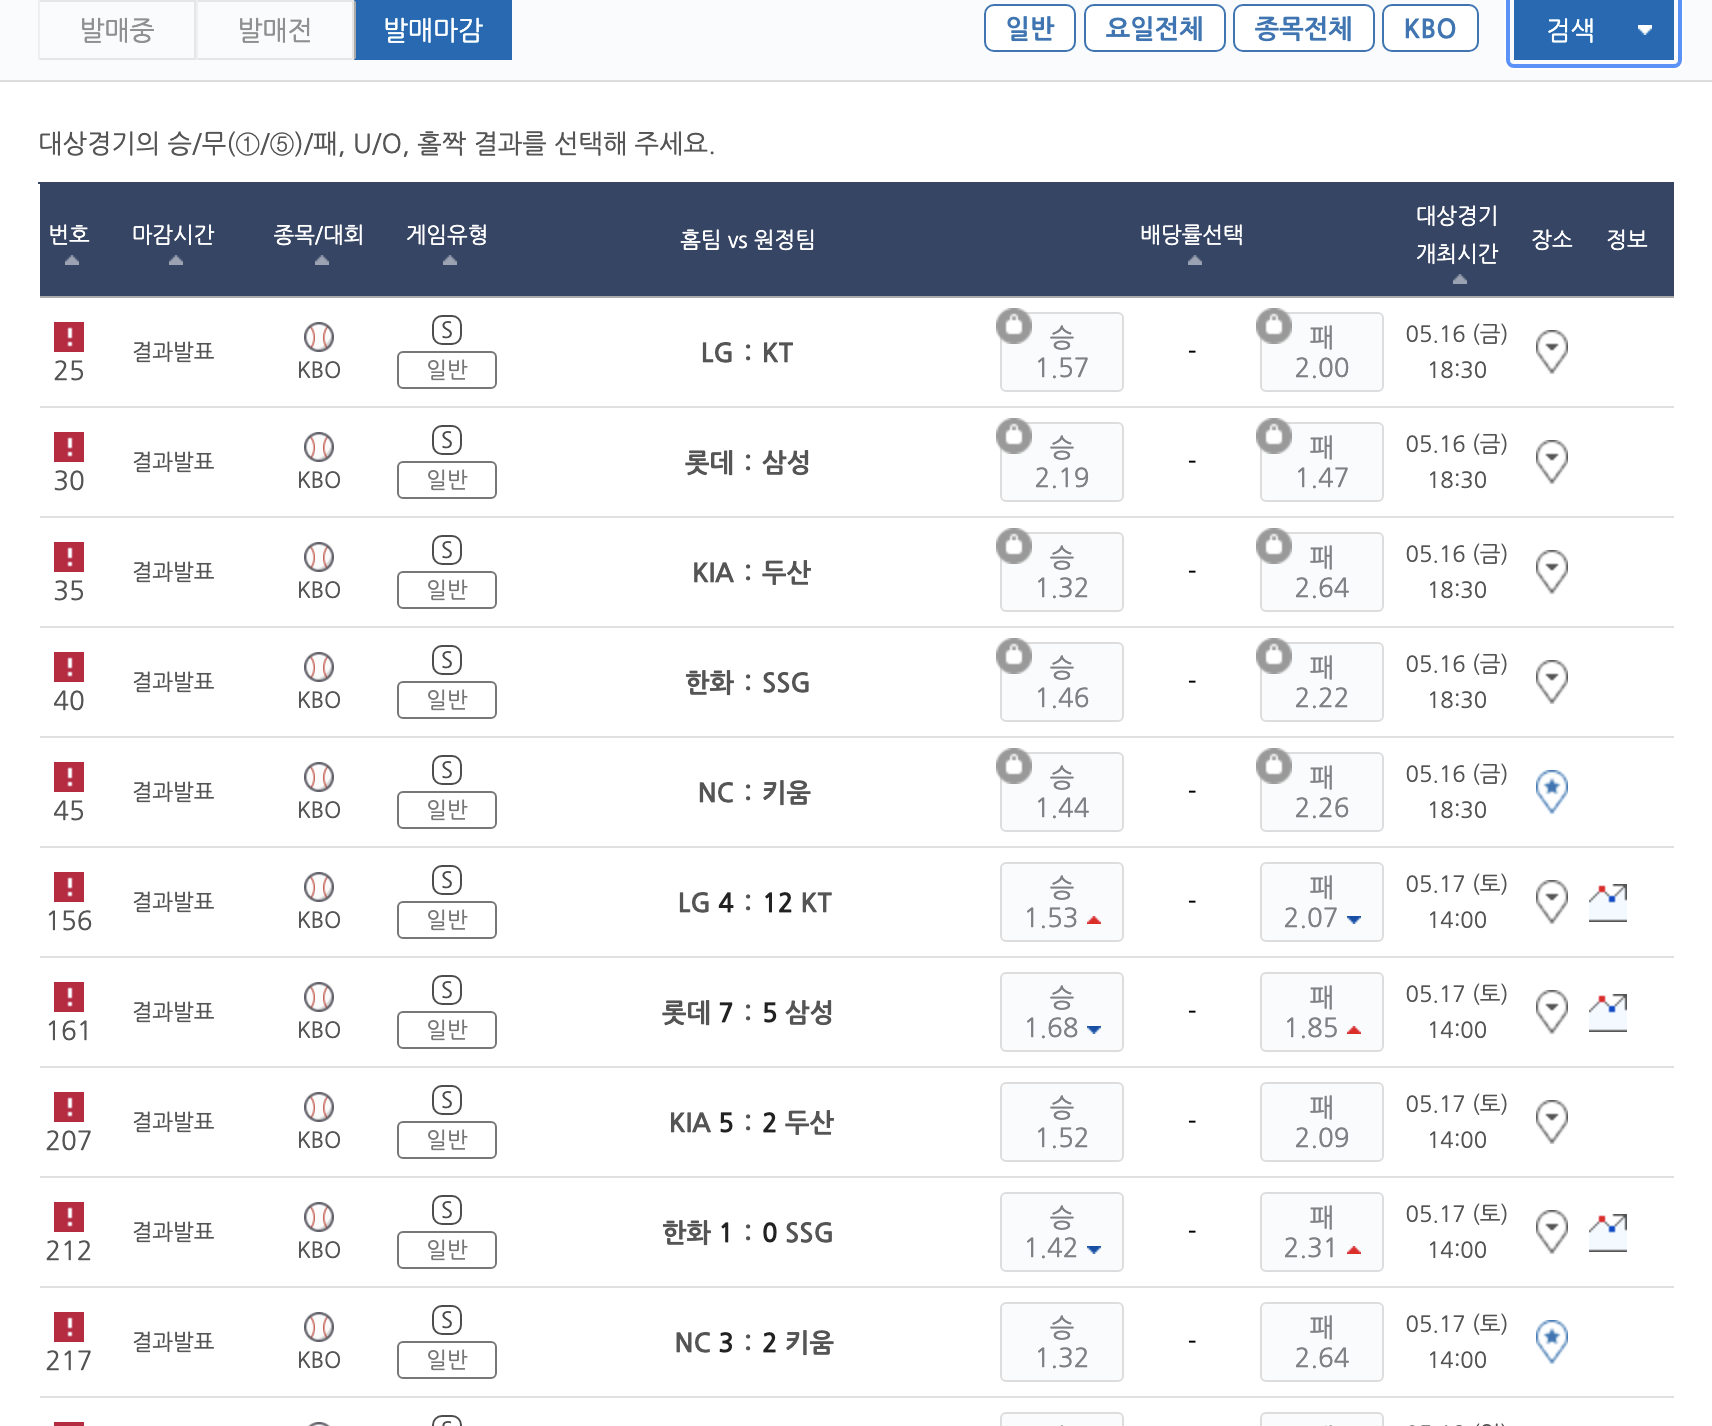 발매중 발매전 발매마감 일반 요일전체 종목전체 KBO 검색
대상경기의 승/무(①/⑤)/패, U/O, 홀짝 결과를 선택해 주세요.
번호 마감시간 종목/대회 게임유형 홈팀 vs 원정팀 배당률선택 대상경기 개최시간 장소 정보
25 결과발표 KBO S 일반 LG : KT 승 1.57 - 패 2.00 05.16 (금) 18:30
30 결과발표 KBO S 일반 롯데 : 삼성 승 2.19 - 패 1.47 05.16 (금) 18:30
35 결과발표 KBO S 일반 KIA : 두산 승 1.32 - 패 2.64 05.16 (금) 18:30
40 결과발표 KBO S 일반 한화 : SSG 승 1.46 - 패 2.22 05.16 (금) 18:30
45 결과발표 KBO S 일반 NC : 키움 승 1.44 - 패 2.26 05.16 (금) 18:30
156 결과발표 KBO S 일반 LG 4 : 12 KT 승 1.53 - 패 2.07 05.17 (토) 14:00
161 결과발표 KBO S 일반 롯데 7 : 5 삼성 승 1.68 - 패 1.85 05.17 (토) 14:00
207 결과발표 KBO S 일반 KIA 5 : 2 두산 승 1.52 - 패 2.09 05.17 (토) 14:00
212 결과발표 KBO S 일반 한화 1 : 0 SSG 승 1.42 - 패 2.31 05.17 (토) 14:00
217 결과발표 KBO S 일반 NC 3 : 2 키움 승 1.32 - 패 2.64 05.17 (토) 14:00